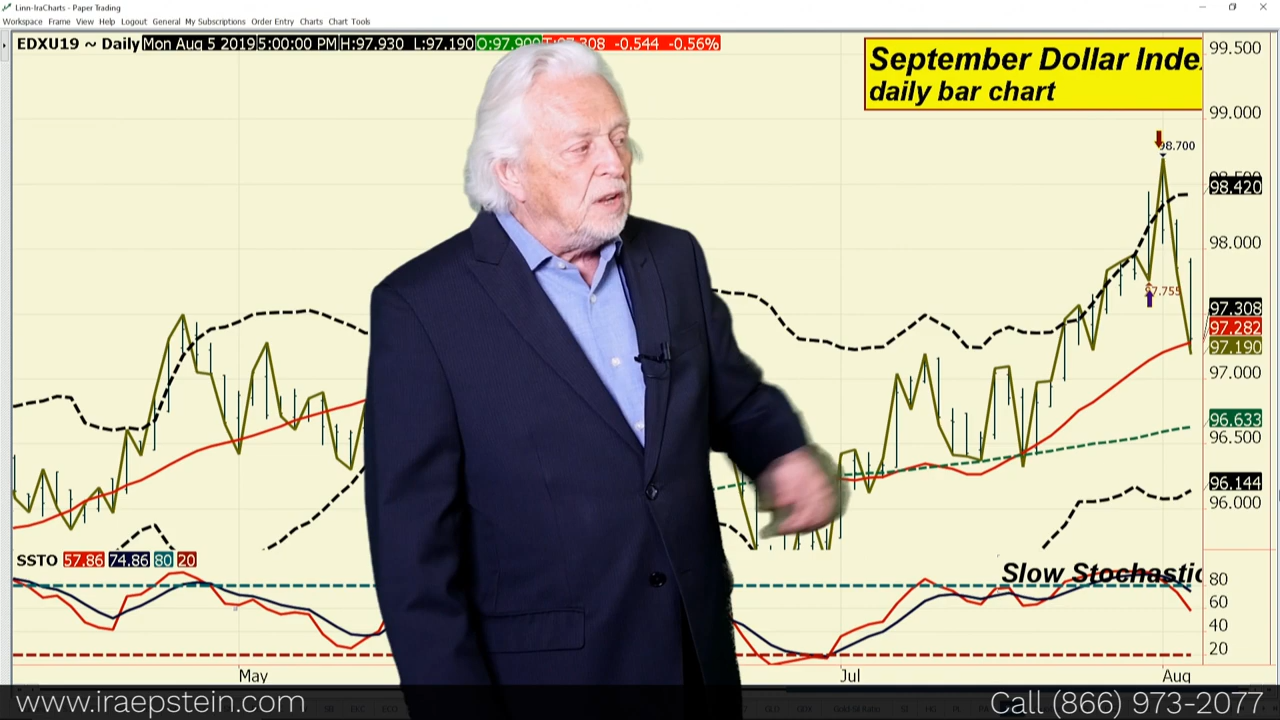 Linn-IraCharts - Paper Trading
Workspace Frame View Help Logout General My Subscriptions Order Entry Charts Chart Tools
EDXU19 ~ Daily Mon Aug 5 2019 5:00:00 PM H:97.930 L:97.190 O:97.900 -0.544 -0.56%
September Dollar Inde
daily bar chart
99.500
99.000
98.700
98.420
98.000
97.755
97.308
97.282
97.190
97.000
96.633
96.500
96.144
96.000
SSTO 57.86 74.86 80 20
Slow Stochastic
80
60
40
20
May Jul Aug
www.iraepstein.com Call (866) 973-2077